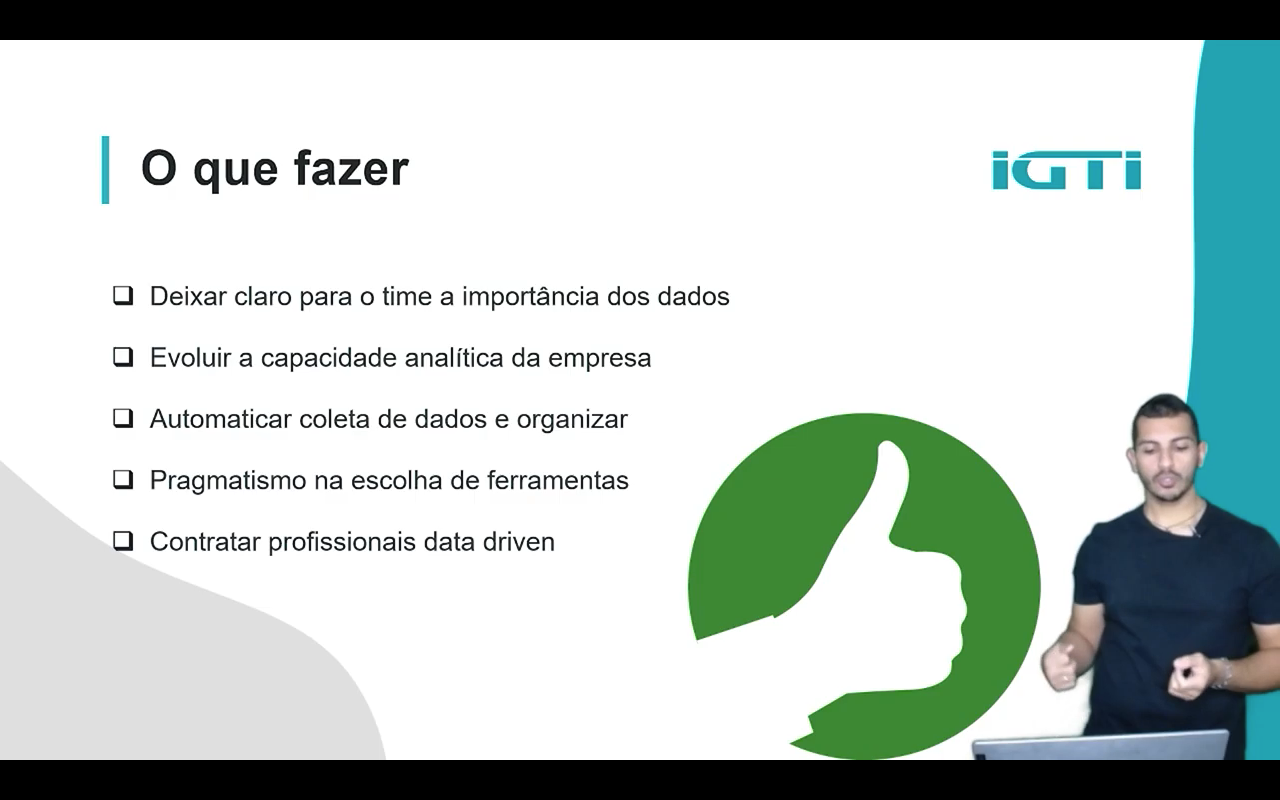 O que fazer
iGTi
Deixar claro para o time a importância dos dados
Evoluir a capacidade analítica da empresa
Automaticar coleta de dados e organizar
Pragmatismo na escolha de ferramentas
Contratar profissionais data driven